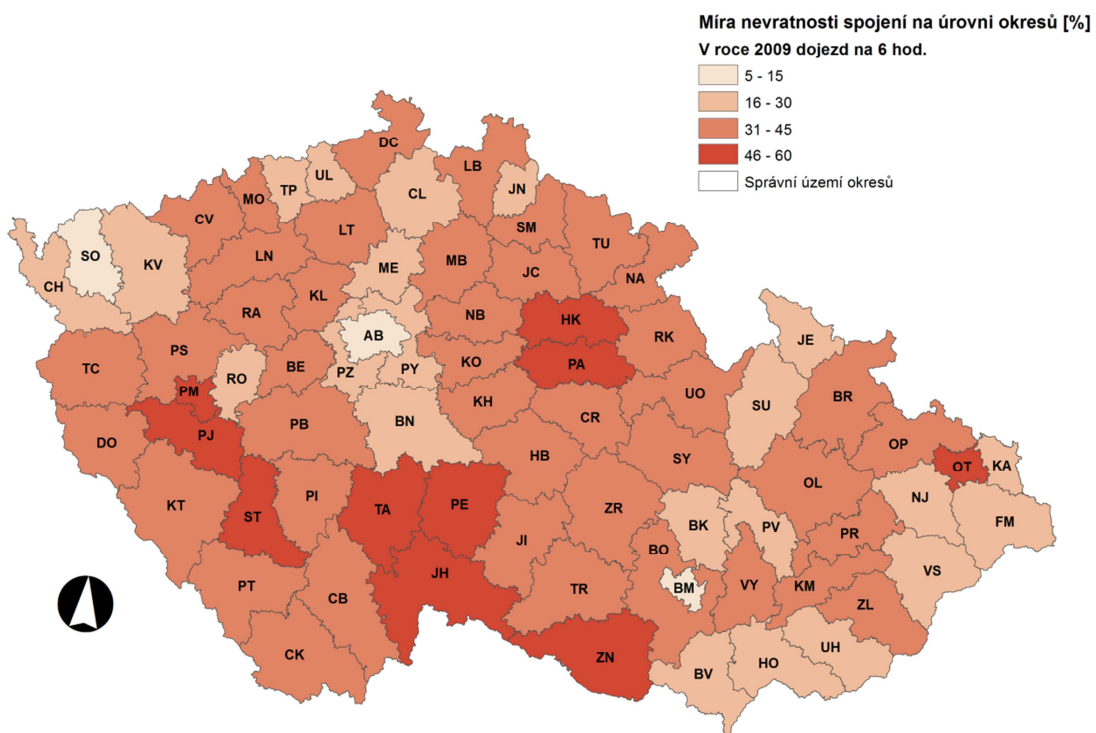 Míra nevratnosti spojení na úrovni okresů [%]
V roce 2009 dojezd na 6 hod.
5 - 15
16 - 30
31 - 45
46 - 60
Správní území okresů
DC
LB
UL
TP
CL
JN
MO
CV
LT
SM
TU
SO
KV
LN
ME
MB
JC
NA
CH
KL
RA
NB
HK
AB
RK
JE
PS
TC
RO
BE
PZ
PY
KO
PA
PM
KH
UO
SU
BR
PB
BN
CR
DO
PJ
OP
HB
SY
OT
KA
OL
NJ
KT
ST
PI
TA
PE
ZR
BK
PV
FM
JI
BO
PR
VS
JH
PT
CB
TR
BM
VY
KM
ZL
CK
ZN
BV
HO
UH